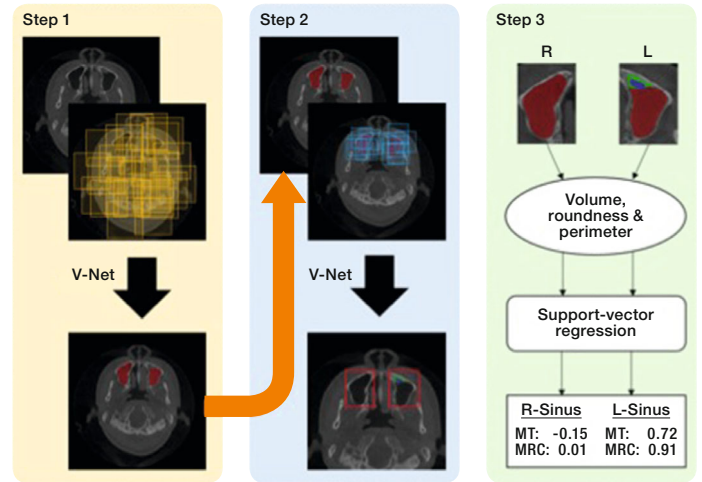 Step 1
V-Net
Step 2
V-Net
Step 3
R L
Volume,
roundness &
perimeter
Support-vector
regression
R-Sinus L-Sinus
MT: -0.15 MT: 0.72
MRC: 0.01 MRC: 0.91